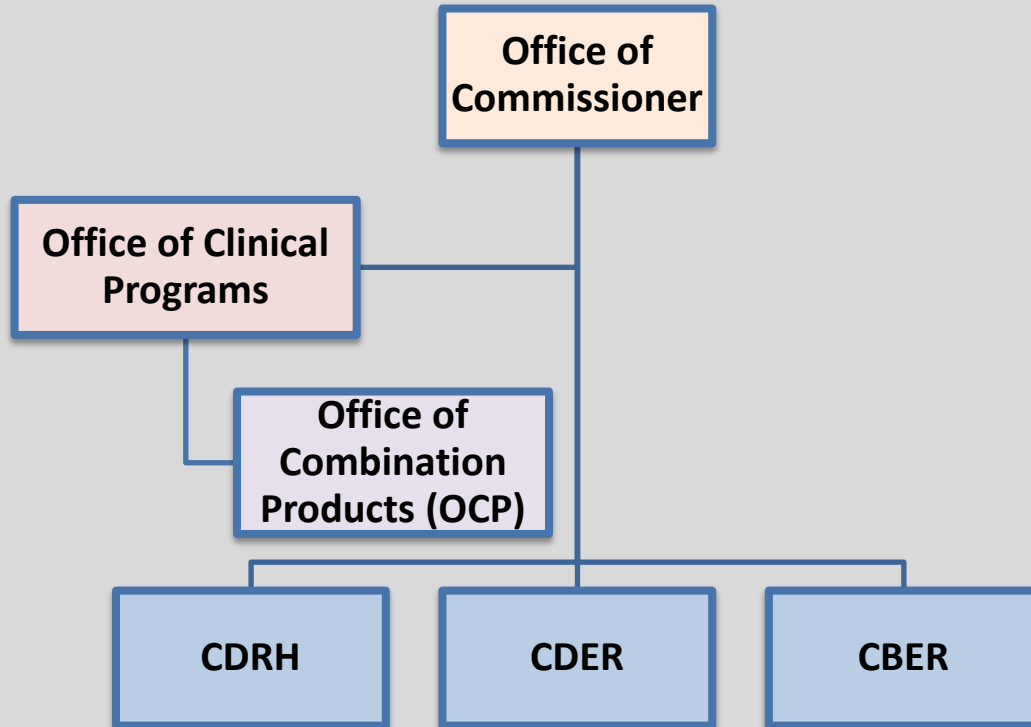 Office of
Commissioner
Office of Clinical
Programs
Office of
Combination
Products (OCP)
CDRH
CDER
CBER